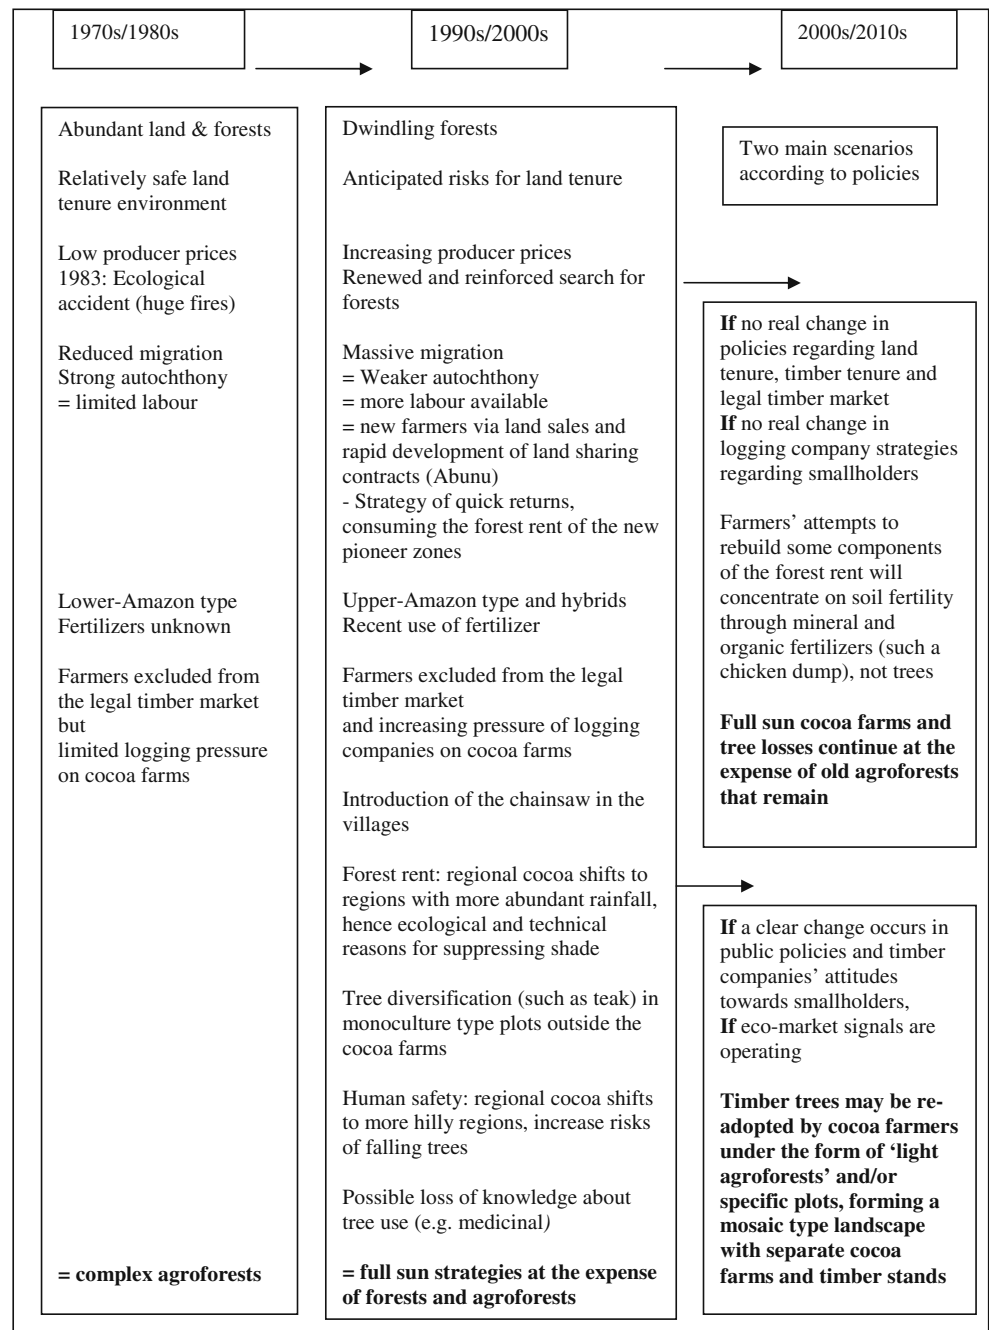 1970s/1980s
1990s/2000s
2000s/2010s
Abundant land & forests
Relatively safe land
tenure environment
Low producer prices
1983: Ecological
accident (huge fires)
Reduced migration
Strong autochthony
= limited labour
Lower-Amazon type
Fertilizers unknown
Farmers excluded from
the legal timber market
but
limited logging pressure
on cocoa farms
= complex agroforests
Dwindling forests
Anticipated risks for land tenure
Increasing producer prices
Renewed and reinforced search for
forests
Massive migration
= Weaker autochthony
= more labour available
= new farmers via land sales and
rapid development of land sharing
contracts (Abunu)
- Strategy of quick returns,
consuming the forest rent of the new
pioneer zones
Upper-Amazon type and hybrids
Recent use of fertilizer
Farmers excluded from the legal
timber market
and increasing pressure of logging
companies on cocoa farms
Introduction of the chainsaw in the
villages
Forest rent: regional cocoa shifts to
regions with more abundant rainfall,
hence ecological and technical
reasons for suppressing shade
Tree diversification (such as teak) in
monoculture type plots outside the
cocoa farms
Human safety: regional cocoa shifts
to more hilly regions, increase risks
of falling trees
Possible loss of knowledge about
tree use (e.g. medicinal)
= full sun strategies at the expense
of forests and agroforests
Two main scenarios
according to policies
If no real change in
policies regarding land
tenure, timber tenure and
legal timber market
If no real change in
logging company strategies
regarding smallholders
Farmers' attempts to
rebuild some components
of the forest rent will
concentrate on soil fertility
through mineral and
organic fertilizers (such a
chicken dump), not trees
Full sun cocoa farms and
tree losses continue at the
expense of old agroforests
that remain
If a clear change occurs in
public policies and timber
companies' attitudes
towards smallholders,
If eco-market signals are
operating
Timber trees may be re-
adopted by cocoa farmers
under the form of 'light
agroforests' and/or
specific plots, forming a
mosaic type landscape
with separate cocoa
farms and timber stands